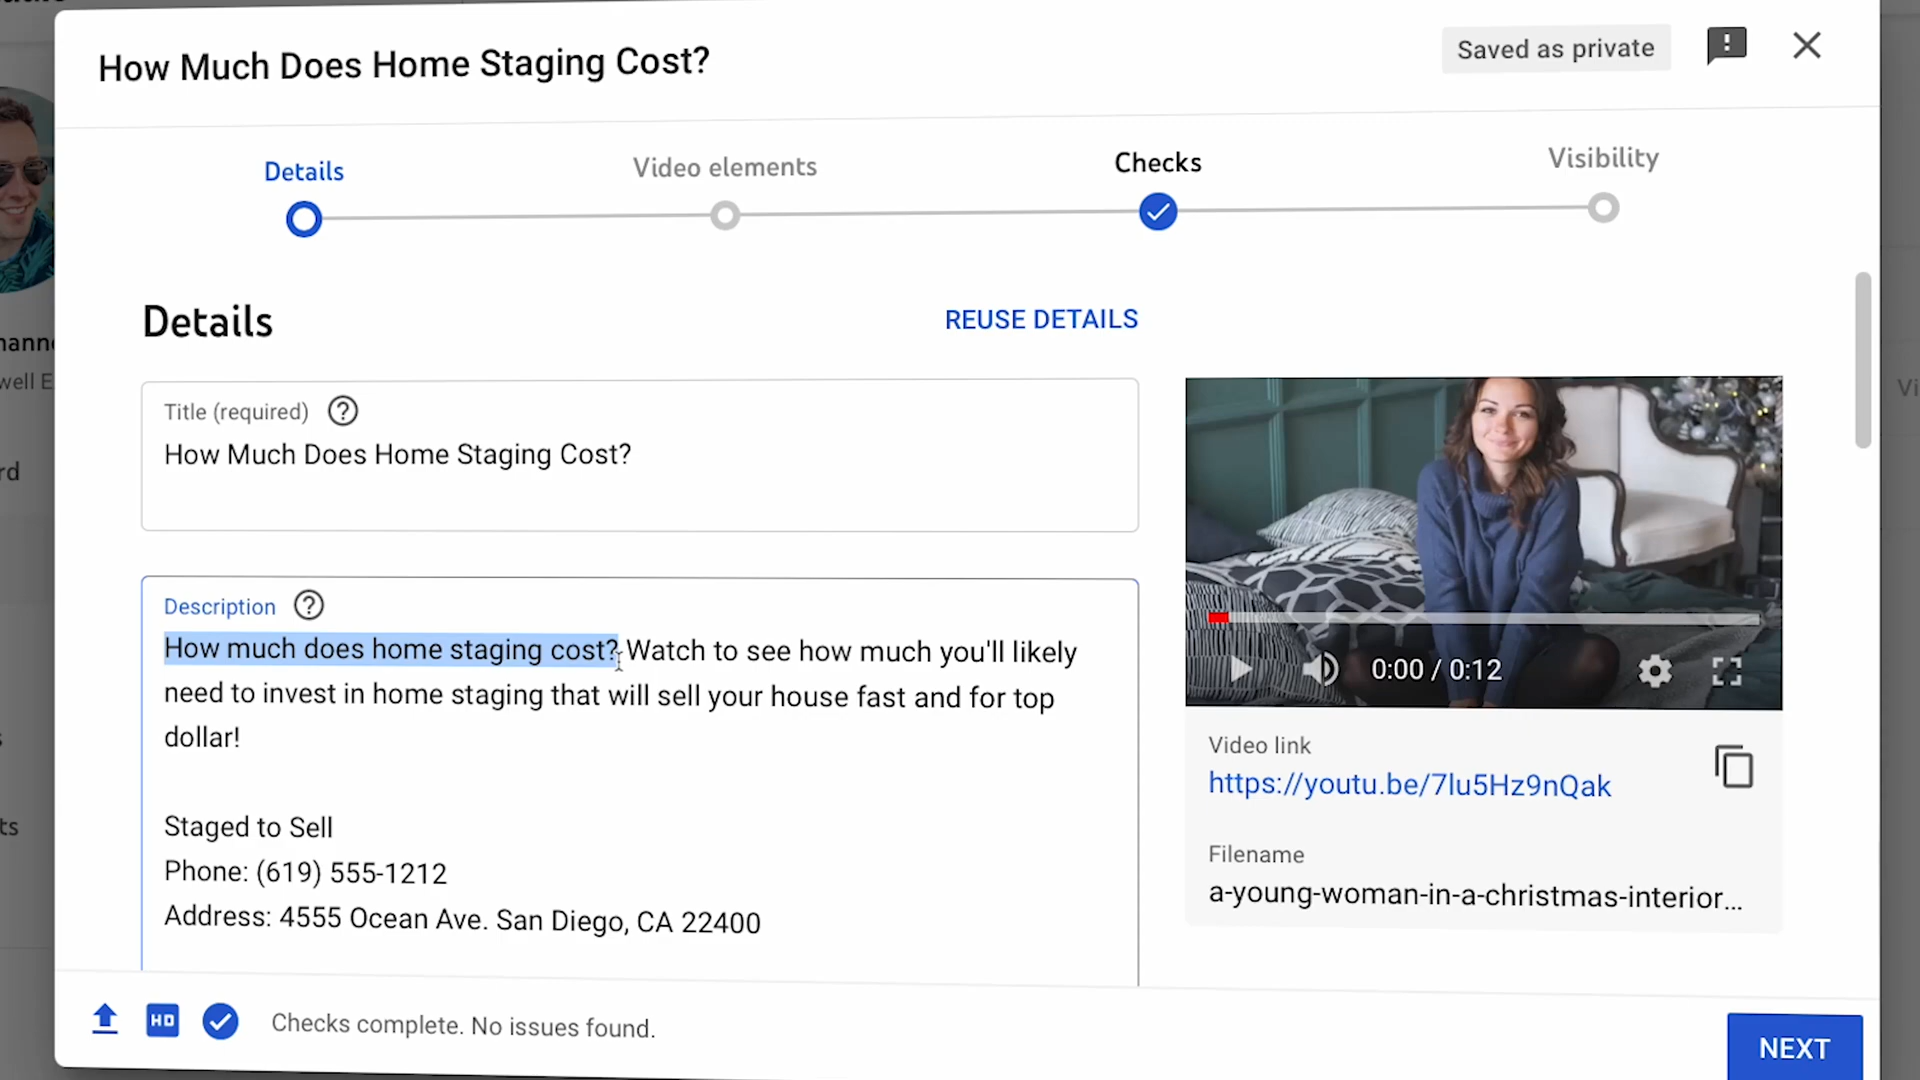 How Much Does Home Staging Cost?
Saved as private
Details
Video elements
Checks
Visibility
Details
REUSE DETAILS
Title (required)
How Much Does Home Staging Cost?
Description
How much does home staging cost? Watch to see how much you'll likely
need to invest in home staging that will sell your house fast and for top
dollar!
Staged to Sell
Phone: (619) 555-1212
Address: 4555 Ocean Ave. San Diego, CA 22400
0:00 / 0:12
Video link
https://youtu.be/7lu5Hz9nQak
Filename
a-young-woman-in-a-christmas-interior...
HD
Checks complete. No issues found.
NEXT